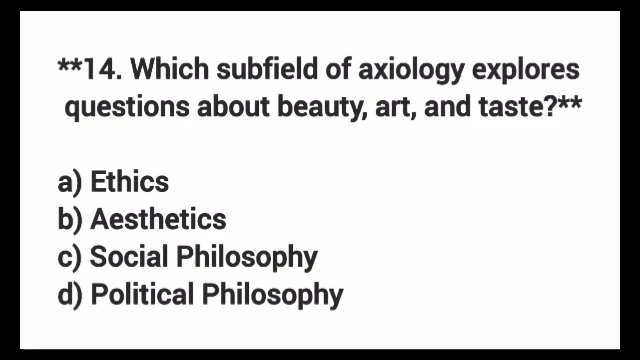 **14. Which subfield of axiology explores
questions about beauty, art, and taste?**
a) Ethics
b) Aesthetics
c) Social Philosophy
d) Political Philosophy